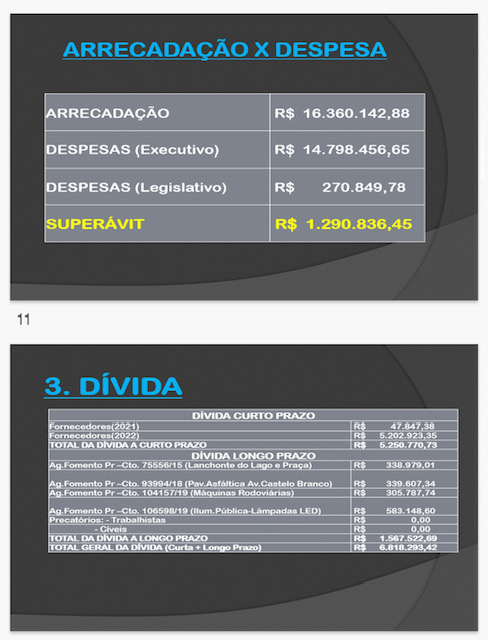 ARRECADAÇÃO X DESPESA
ARRECADAÇÃO R$ 16.360.142,88
DESPESAS (Executivo) R$ 14.798.456,65
DESPESAS (Legislativo) R$ 270.849,78
SUPERÁVIT R$ 1.290.836,45
11
3. DÍVIDA
DÍVIDA CURTO PRAZO
Fornecedores(2021) R$ 47.847,38
Fornecedores(2022) R$ 5.202.923,35
TOTAL DA DÍVIDA A CURTO PRAZO R$ 5.250.770,73
DÍVIDA LONGO PRAZO
Ag.Fomento Pr –Cto. 75556/15 (Lanchonte do Lago e Praça) R$ 338.979,01
Ag.Fomento Pr –Cto. 93994/18 (Pav.Asfáltica Av.Castelo Branco) R$ 339.607,34
Ag.Fomento Pr –Cto. 104157/19 (Máquinas Rodoviárias) R$ 305.787,74
Ag.Fomento Pr –Cto. 106598/19 (Ilum.Pública-Lâmpadas LED) R$ 583.148,60
Precatórios: - Trabalhistas R$ 0,00
- Cíveis R$ 0,00
TOTAL DA DÍVIDA A LONGO PRAZO R$ 1.567.522,69
TOTAL GERAL DA DÍVIDA (Curta + Longo Prazo) R$ 6.818.293,42